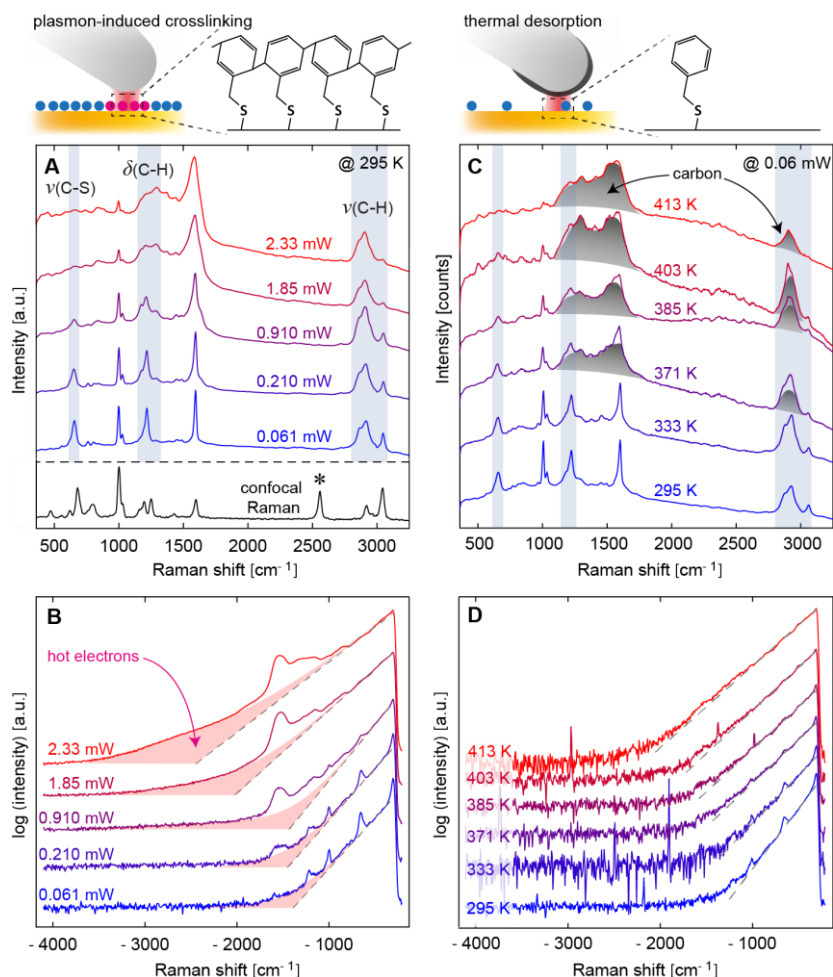 plasmon-induced crosslinking
S S S S
thermal desorption
S
A
@ 295 K
ν(C-S)
δ(C-H)
ν(C-H)
2.33 mW
1.85 mW
0.910 mW
0.210 mW
0.061 mW
confocal
Raman
*
Intensity [a.u.]
500 1000 1500 2000 2500 3000
Raman shift [cm⁻¹]
C
@ 0.06 mW
carbon
413 K
403 K
385 K
371 K
333 K
295 K
Intensity [counts]
500 1000 1500 2000 2500 3000
Raman shift [cm⁻¹]
B
hot electrons
2.33 mW
1.85 mW
0.910 mW
0.210 mW
0.061 mW
log (intensity) [a.u.]
- 4000 - 3000 - 2000 - 1000
Raman shift [cm⁻¹]
D
413 K
403 K
385 K
371 K
333 K
295 K
log (intensity) [a.u.]
- 4000 - 3000 - 2000 - 1000
Raman shift [cm⁻¹]